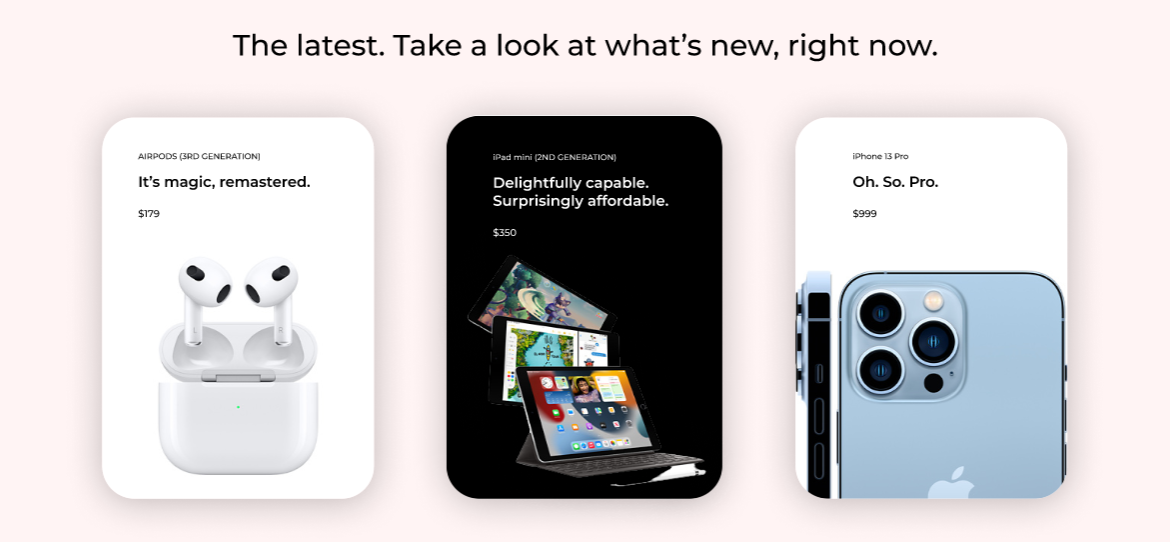 The latest. Take a look at what's new, right now.
AIRPODS (3RD GENERATION)
It's magic, remastered.
$179
iPad mini (2ND GENERATION)
Delightfully capable.
Surprisingly affordable.
$350
iPhone 13 Pro
Oh. So. Pro.
$999